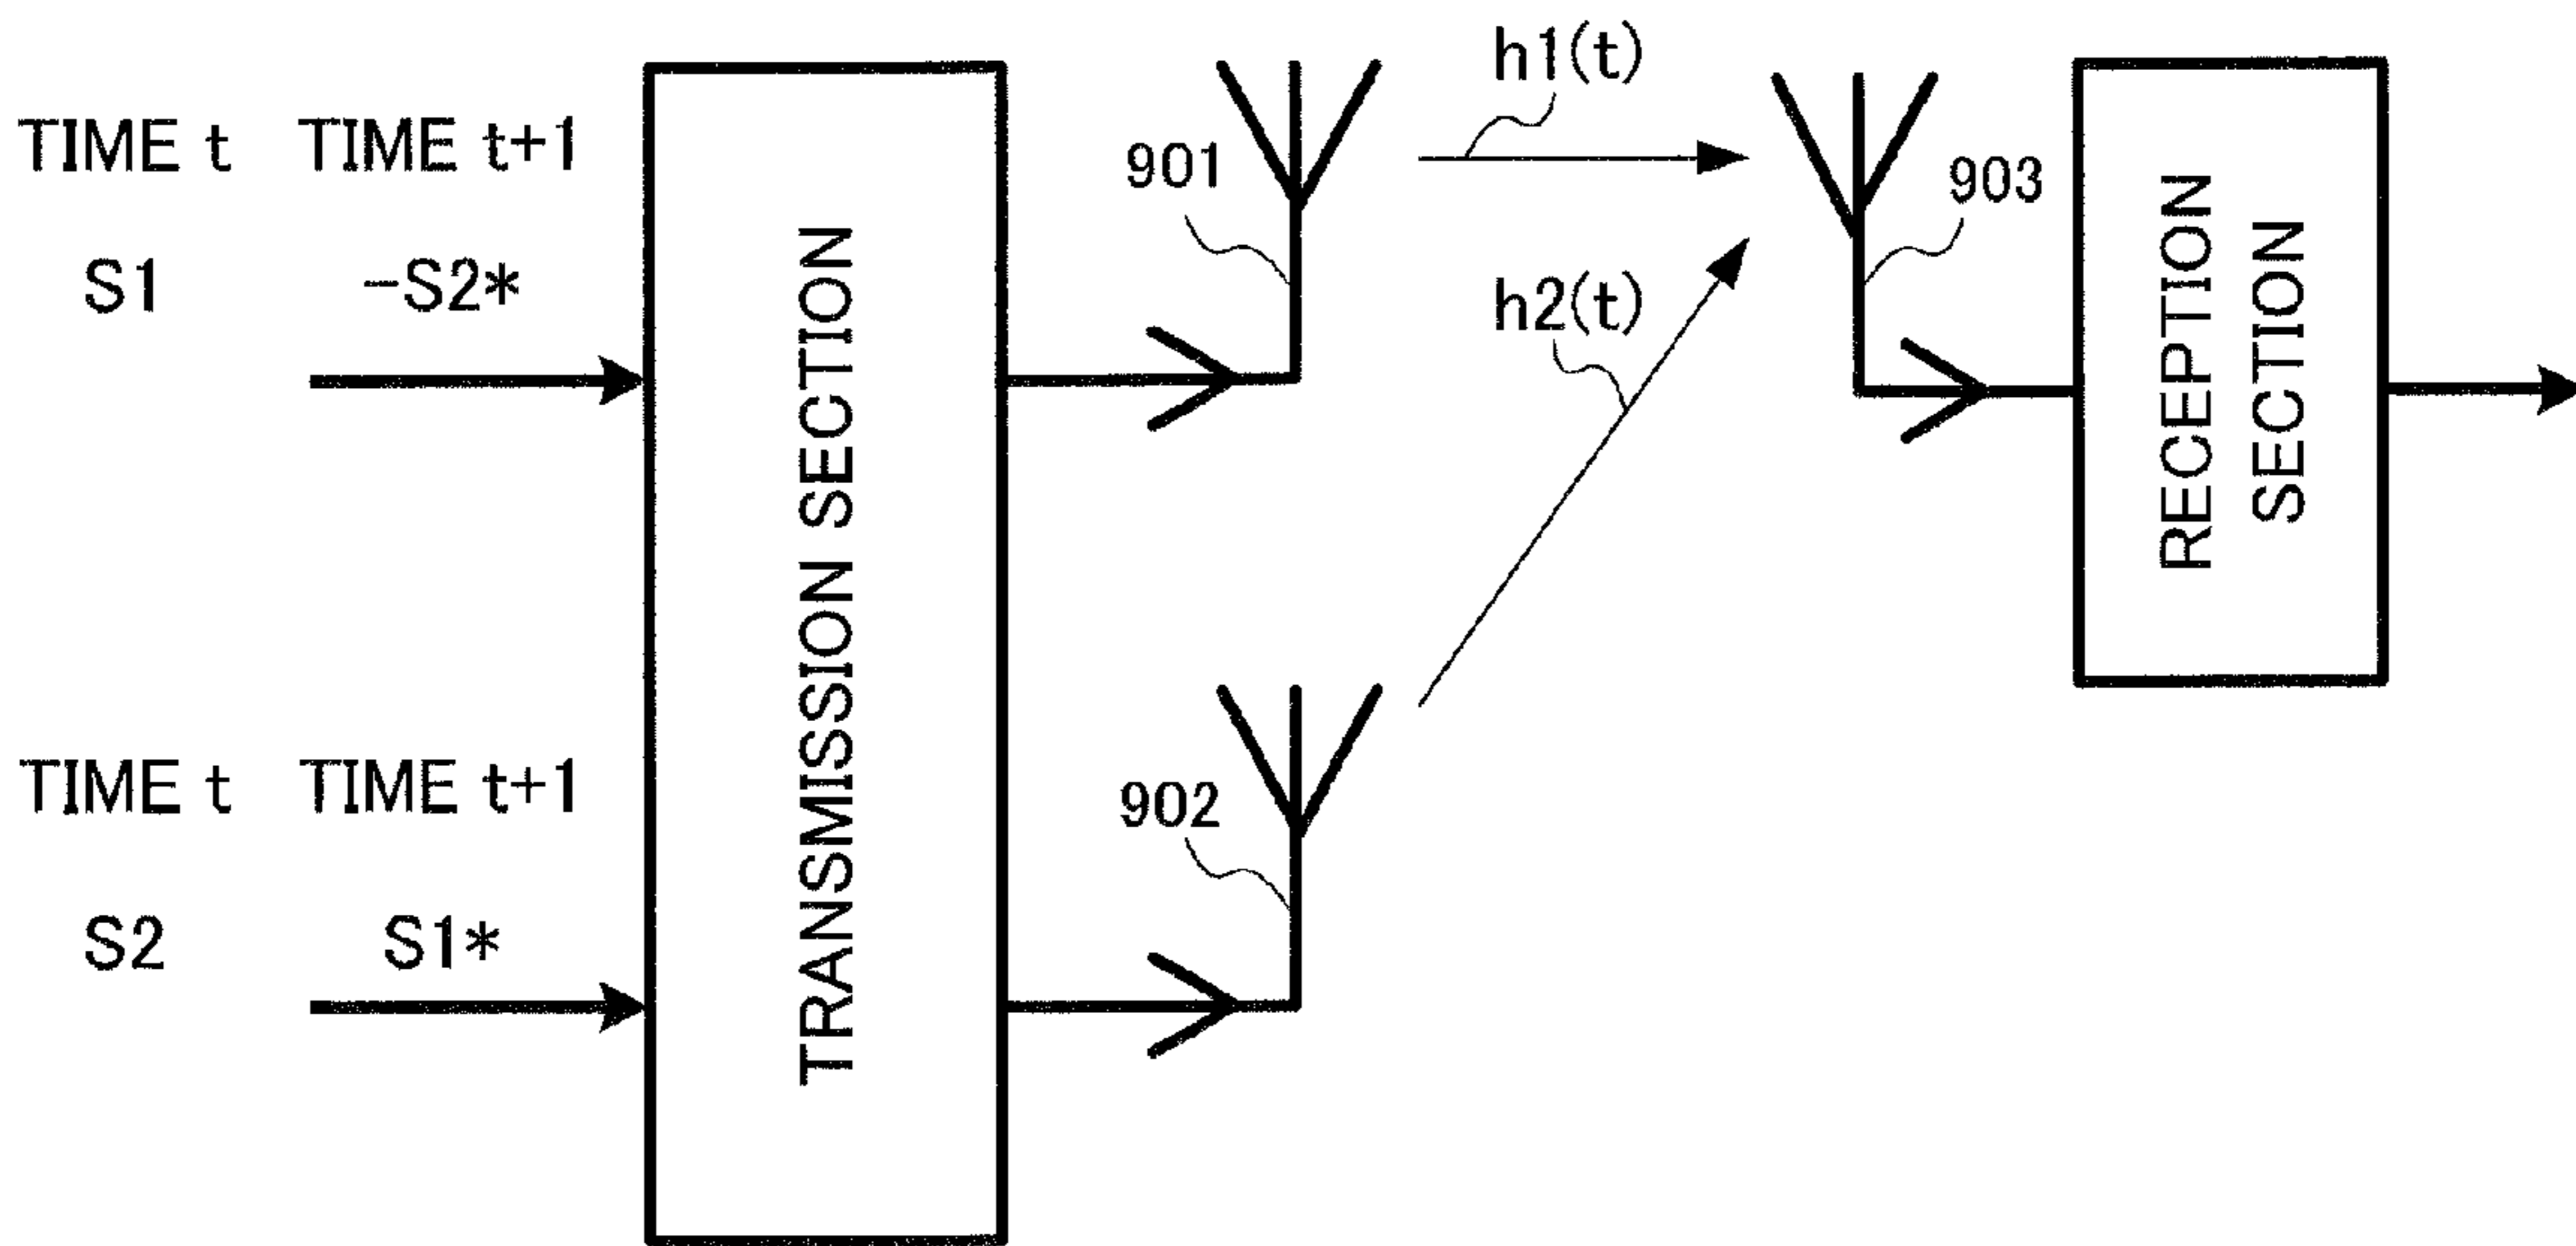 TIME t TIME t+1
S1 -S2*
TRANSMISSION SECTION
901
h1(t)
h2(t)
903
RECEPTION
SECTION
TIME t TIME t+1
S2 S1*
902